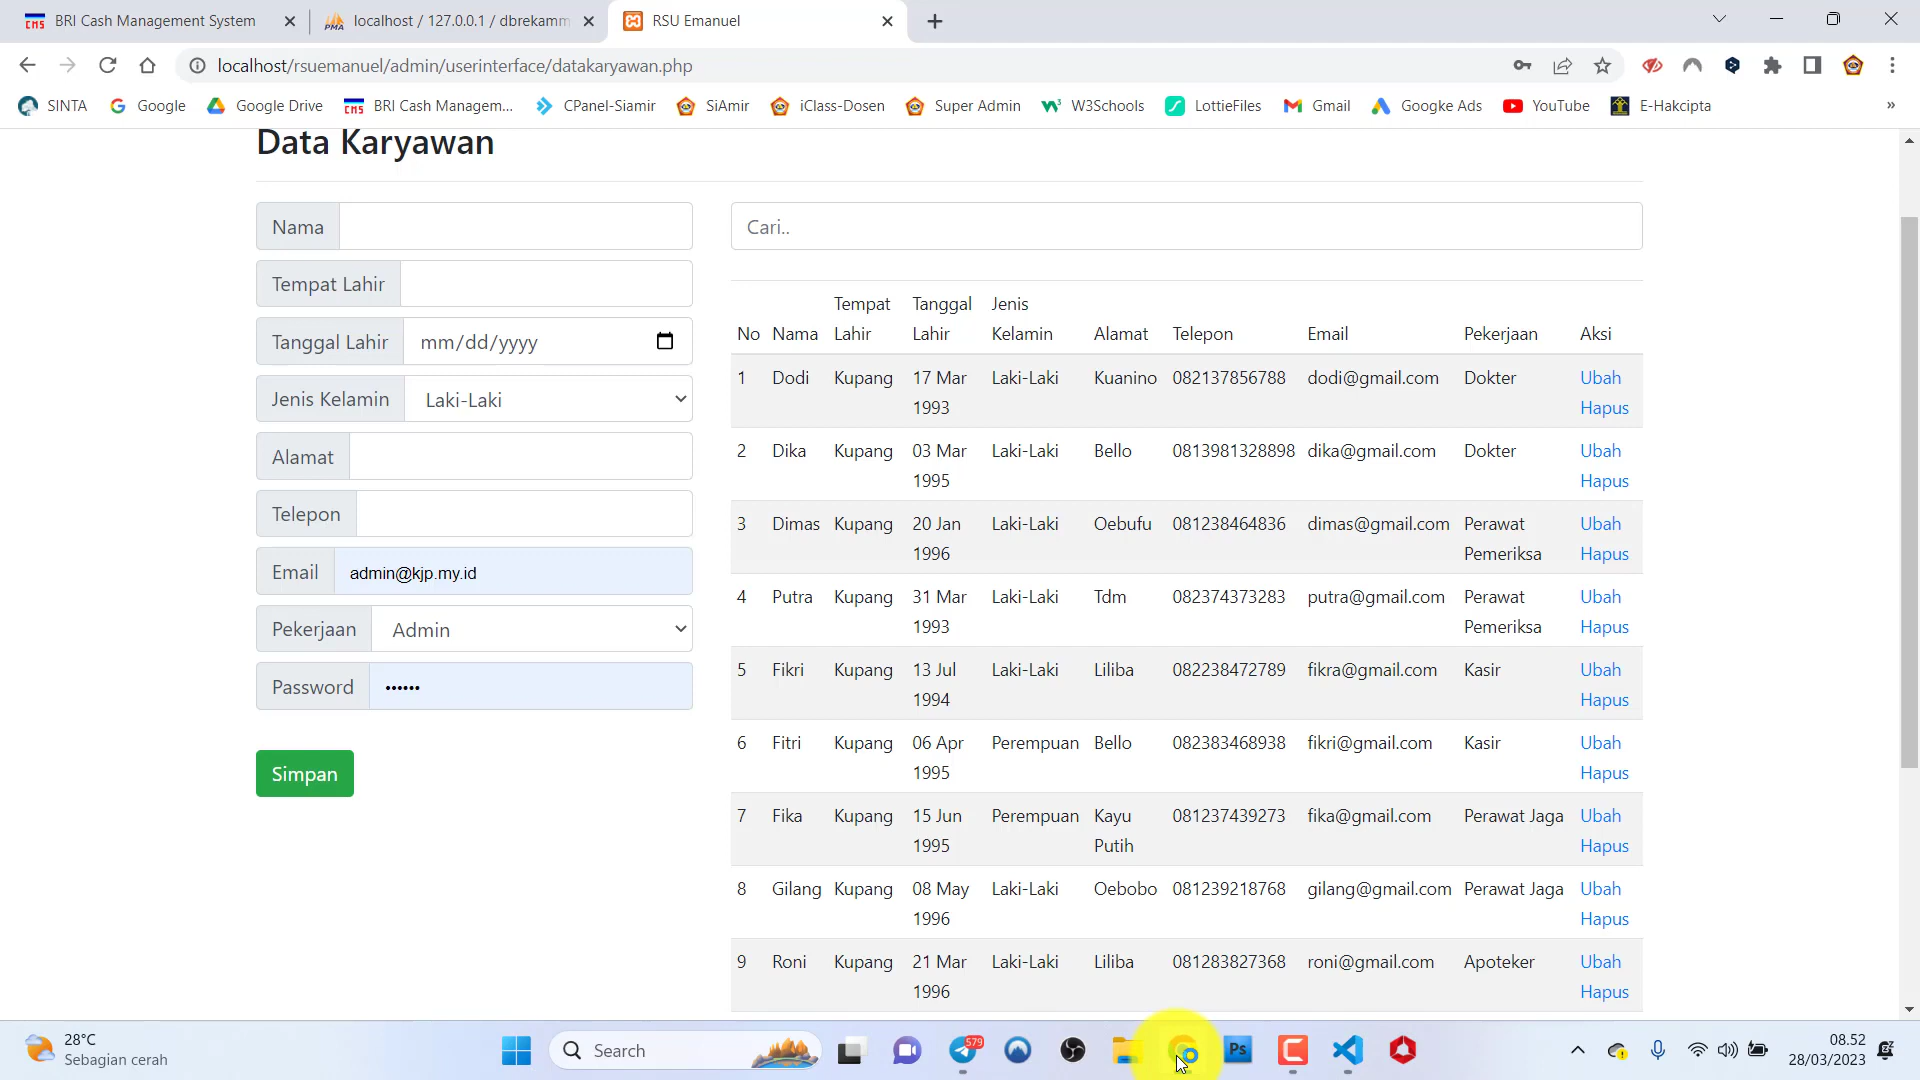 BRI Cash Management System
localhost / 127.0.0.1 / dbrekamm
RSU Emanuel
localhost/rsuemanuel/admin/userinterface/datakaryawan.php
SINTA Google Google Drive BRI Cash Managem... CPanel-Siamir SiAmir iClass-Dosen Super Admin W3Schools LottieFiles Gmail Googke Ads YouTube E-Hakcipta »
Data Karyawan
Nama
Tempat Lahir
Tanggal Lahir mm/dd/yyyy
Jenis Kelamin Laki-Laki
Alamat
Telepon
Email admin@kjp.my.id
Pekerjaan Admin
Password ••••••
Simpan
Cari..
No Nama Tempat Lahir Tanggal Lahir Jenis Kelamin Alamat Telepon Email Pekerjaan Aksi
1 Dodi Kupang 17 Mar 1993 Laki-Laki Kuanino 082137856788 dodi@gmail.com Dokter Ubah Hapus
2 Dika Kupang 03 Mar 1995 Laki-Laki Bello 0813981328898 dika@gmail.com Dokter Ubah Hapus
3 Dimas Kupang 20 Jan 1996 Laki-Laki Oebufu 081238464836 dimas@gmail.com Perawat Pemeriksa Ubah Hapus
4 Putra Kupang 31 Mar 1993 Laki-Laki Tdm 082374373283 putra@gmail.com Perawat Pemeriksa Ubah Hapus
5 Fikri Kupang 13 Jul 1994 Laki-Laki Liliba 082238472789 fikra@gmail.com Kasir Ubah Hapus
6 Fitri Kupang 06 Apr 1995 Perempuan Bello 082383468938 fikri@gmail.com Kasir Ubah Hapus
7 Fika Kupang 15 Jun 1995 Perempuan Kayu Putih 081237439273 fika@gmail.com Perawat Jaga Ubah Hapus
8 Gilang Kupang 08 May 1996 Laki-Laki Oebobo 081239218768 gilang@gmail.com Perawat Jaga Ubah Hapus
9 Roni Kupang 21 Mar 1996 Laki-Laki Liliba 081283827368 roni@gmail.com Apoteker Ubah Hapus
28°C
Sebagian cerah
Search
579
Ps
08.52
28/03/2023